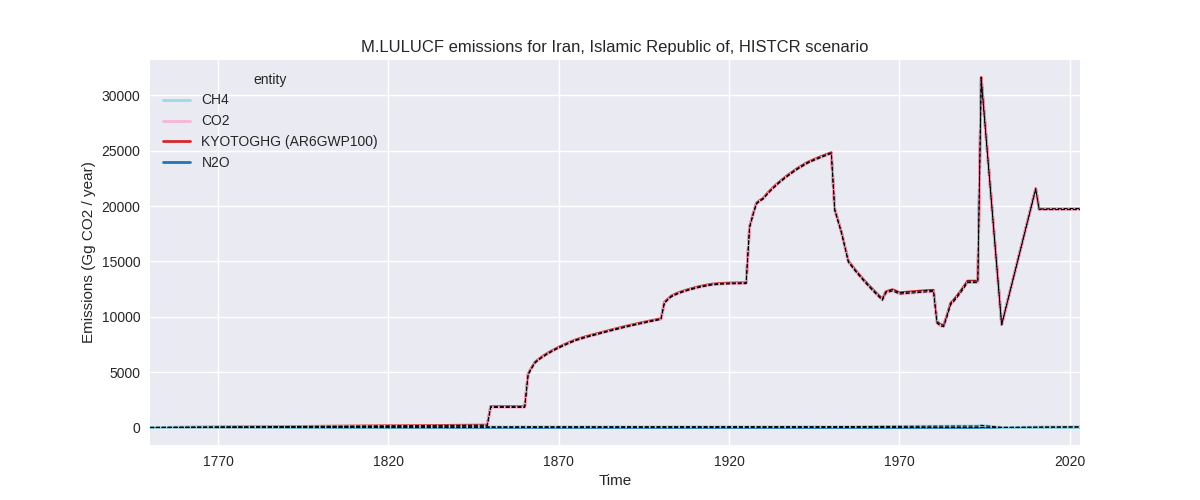 M.LULUCF emissions for Iran, Islamic Republic of, HISTCR scenario
entity
CH4
CO2
KYOTOGHG (AR6GWP100)
N2O
Emissions (Gg CO2 / year)
30000
25000
20000
15000
10000
5000
0
1770
1820
1870
1920
1970
2020
Time